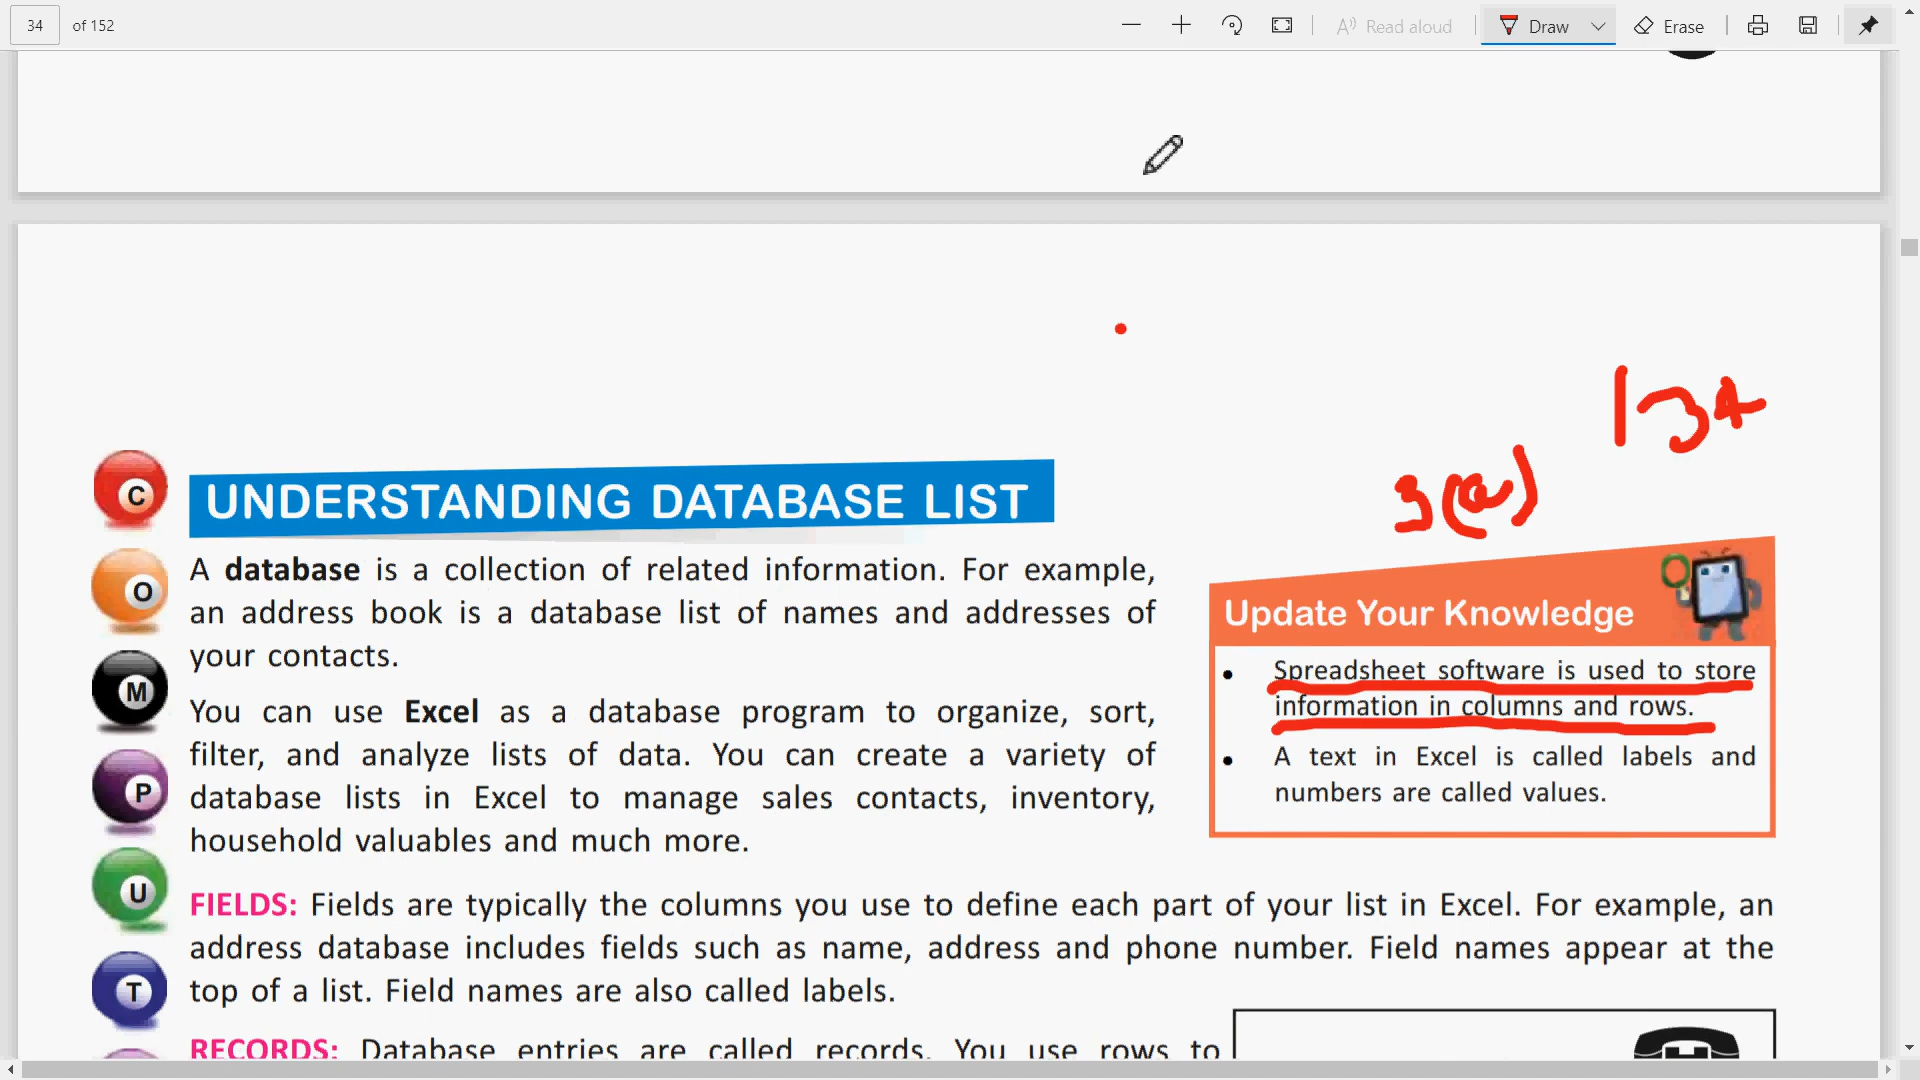 34 of 152
Read aloud
Draw
Erase
134
3(a)
C
O
M
P
U
T
UNDERSTANDING DATABASE LIST
A database is a collection of related information. For example,
an address book is a database list of names and addresses of
your contacts.
You can use Excel as a database program to organize, sort,
filter, and analyze lists of data. You can create a variety of
database lists in Excel to manage sales contacts, inventory,
household valuables and much more.
Update Your Knowledge
• Spreadsheet software is used to store
information in columns and rows.
• A text in Excel is called labels and
numbers are called values.
FIELDS: Fields are typically the columns you use to define each part of your list in Excel. For example, an
address database includes fields such as name, address and phone number. Field names appear at the
top of a list. Field names are also called labels.
RECORDS: Database entries are called records. You use rows to